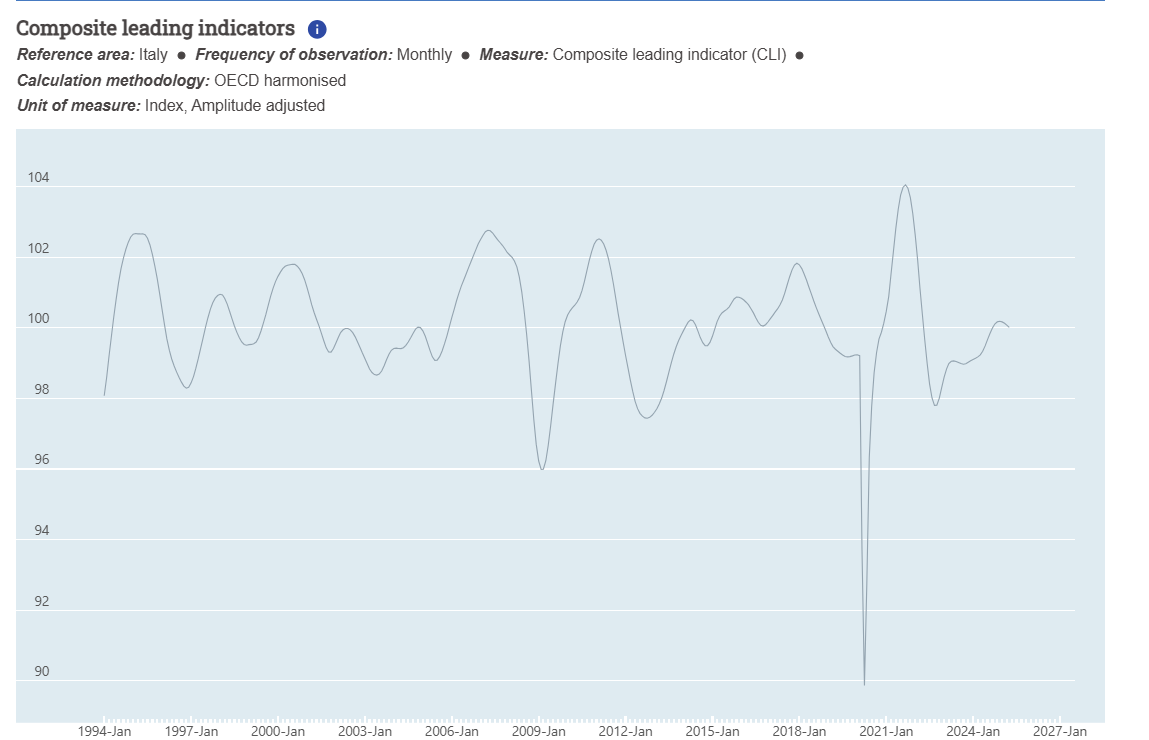 Composite leading indicators i
Reference area: Italy ● Frequency of observation: Monthly ● Measure: Composite leading indicator (CLI) ●
Calculation methodology: OECD harmonised
Unit of measure: Index, Amplitude adjusted
104
102
100
98
96
94
92
90
1994-Jan 1997-Jan 2000-Jan 2003-Jan 2006-Jan 2009-Jan 2012-Jan 2015-Jan 2018-Jan 2021-Jan 2024-Jan 2027-Jan